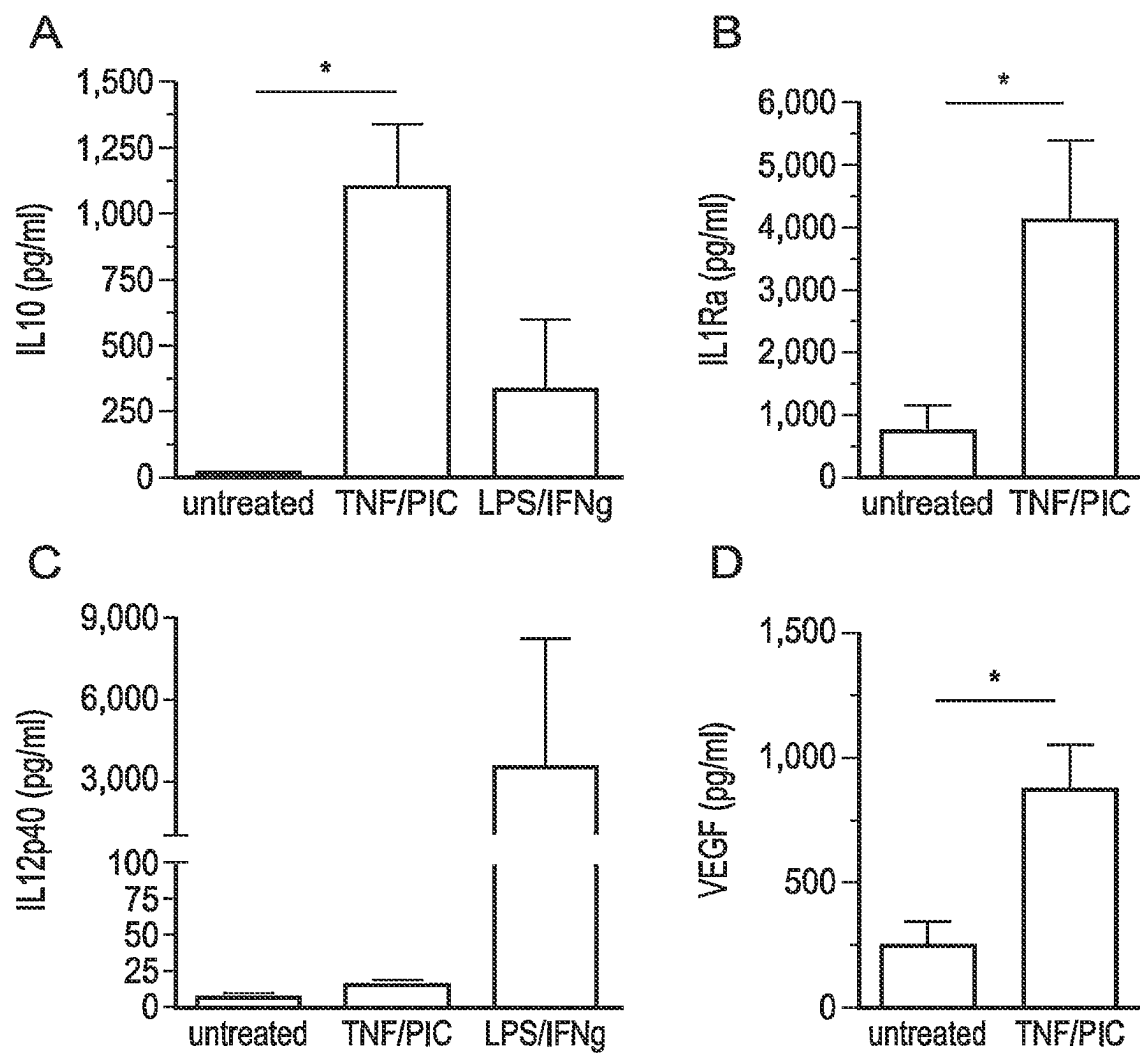 A
IL10 (pg/ml)
1,500
1,250
1,000
750
500
250
0
*
untreated TNF/PIC LPS/IFNg
B
IL1Ra (pg/ml)
6,000
5,000
4,000
3,000
2,000
1,000
0
*
untreated TNF/PIC
C
IL12p40 (pg/ml)
9,000
6,000
3,000
100
75
50
25
0
untreated TNF/PIC LPS/IFNg
D
VEGF (pg/ml)
1,500
1,000
500
0
*
untreated TNF/PIC